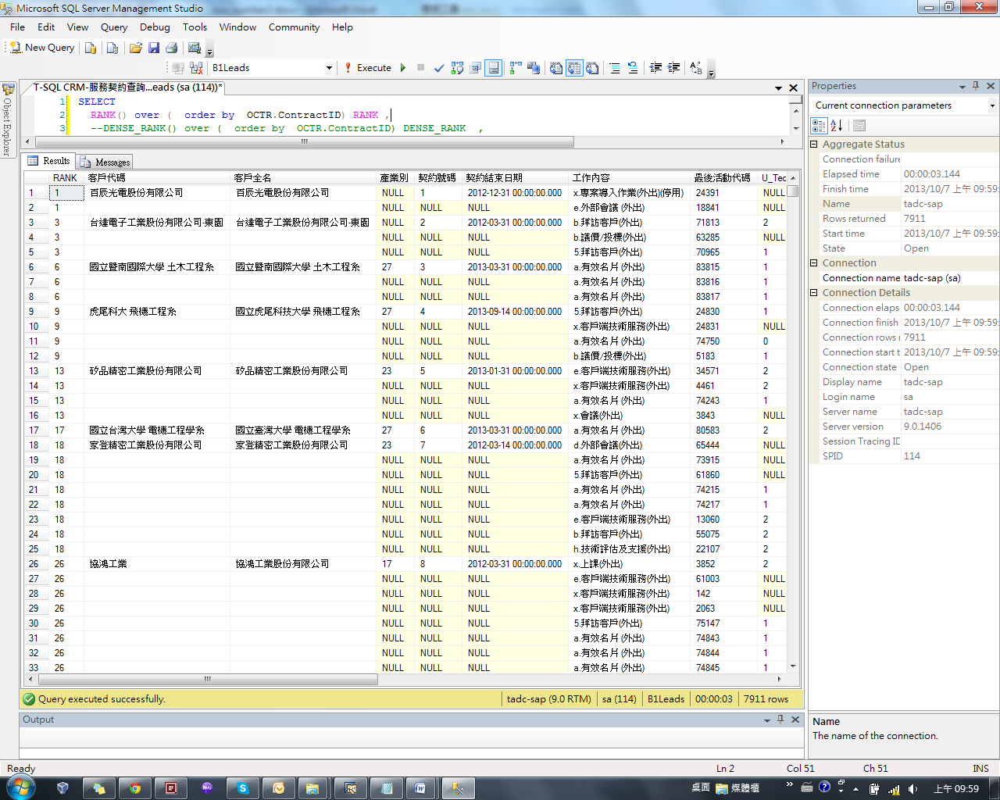 Microsoft SQL Server Management Studio
File Edit View Query Debug Tools Window Community Help
New Query
B1Leads Execute
T-SQL CRM-服務契約查詢...eads (sa (114))*
Object Explorer
1 SELECT
2 RANK() over ( order by OCTR.ContractID) RANK ,
3 --DENSE_RANK() over ( order by OCTR.ContractID) DENSE_RANK ,
Results Messages
RANK 客戶代碼 客戶全名 產業別 契約號碼 契約結束日期 工作內容 最後活動代碼 U_Tec
1 1 百辰光電股份有限公司 百辰光電股份有限公司 NULL 1 2012-12-31 00:00:00.000 x.專案導入作業(外出)(停用) 24391 NULL
2 1 NULL NULL NULL e.外部會議 (外出) 18841 NULL
3 3 台達電子工業股份有限公司-東園 台達電子工業股份有限公司-東園 NULL 2 2012-03-31 00:00:00.000 b.拜訪客戶(外出) 71813 2
4 3 NULL NULL NULL b.議價/投標(外出) 63285 NULL
5 3 NULL NULL NULL 5.拜訪客戶(外出) 70965 1
6 6 國立暨南國際大學 土木工程系 國立暨南國際大學 土木工程系 27 3 2013-03-31 00:00:00.000 a.有效名片 (外出) 83815 1
7 6 NULL NULL NULL a.有效名片 (外出) 83816 1
8 6 NULL NULL NULL a.有效名片 (外出) 83817 1
9 9 虎尾科大 飛機工程系 國立虎尾科技大學 飛機工程系 27 4 2013-09-14 00:00:00.000 5.拜訪客戶(外出) 24830 1
10 9 NULL NULL NULL x.客戶端技術服務(外出) 24831 NULL
11 9 NULL NULL NULL a.有效名片 (外出) 74750 0
12 9 NULL NULL NULL b.議價/投標(外出) 5183 1
13 13 矽品精密工業股份有限公司 矽品精密工業股份有限公司 23 5 2013-01-31 00:00:00.000 e.客戶端技術服務(外出) 34571 2
14 13 NULL NULL NULL x.客戶端技術服務(外出) 4461 2
15 13 NULL NULL NULL a.有效名片 (外出) 74243 1
16 13 NULL NULL NULL x.會議(外出) 3843 NULL
17 17 國立台灣大學 電機工程學系 國立臺灣大學 電機工程學系 27 6 2013-03-31 00:00:00.000 a.有效名片 (外出) 80583 2
18 18 家登精密工業股份有限公司 家登精密工業股份有限公司 23 7 2012-03-14 00:00:00.000 d.外部會議(外出) 65444 NULL
19 18 NULL NULL NULL a.有效名片 (外出) 73915 NULL
20 18 NULL NULL NULL 5.拜訪客戶(外出) 61860 NULL
21 18 NULL NULL NULL a.有效名片 (外出) 74215 1
22 18 NULL NULL NULL a.有效名片 (外出) 74217 1
23 18 NULL NULL NULL e.客戶端技術服務(外出) 13060 2
24 18 NULL NULL NULL b.拜訪客戶(外出) 55075 2
25 18 NULL NULL NULL h.技術評估及支援(外出) 22107 2
26 26 協鴻工業 協鴻工業股份有限公司 17 8 2012-03-31 00:00:00.000 x.上課(外出) 3852 2
27 26 NULL NULL NULL e.客戶端技術服務(外出) 61003 NULL
28 26 NULL NULL NULL x.客戶端技術服務(外出) 142 NULL
29 26 NULL NULL NULL x.客戶端技術服務(外出) 2063 NULL
30 26 NULL NULL NULL 5.拜訪客戶(外出) 75147 1
31 26 NULL NULL NULL a.有效名片 (外出) 74843 1
32 26 NULL NULL NULL a.有效名片 (外出) 74844 1
33 26 NULL NULL NULL a.有效名片 (外出) 74845 1
Query executed successfully. tadc-sap (9.0 RTM) sa (114) B1Leads 00:00:03 7911 rows
Output
Properties
Current connection parameters
Aggregate Status
Connection failure
Elapsed time 00:00:03.144
Finish time 2013/10/7 上午 09:59:
Name tadc-sap
Rows returned 7911
Start time 2013/10/7 上午 09:59:
State Open
Connection
Connection name tadc-sap (sa)
Connection Details
Connection elaps 00:00:03.144
Connection finish 2013/10/7 上午 09:59:
Connection rows r 7911
Connection start t 2013/10/7 上午 09:59:
Connection state Open
Display name tadc-sap
Login name sa
Server name tadc-sap
Server version 9.0.1406
Session Tracing ID
SPID 114
Name
The name of the connection.
Ready Ln 2 Col 51 Ch 51 INS
桌面 媒體櫃 上午 09:59